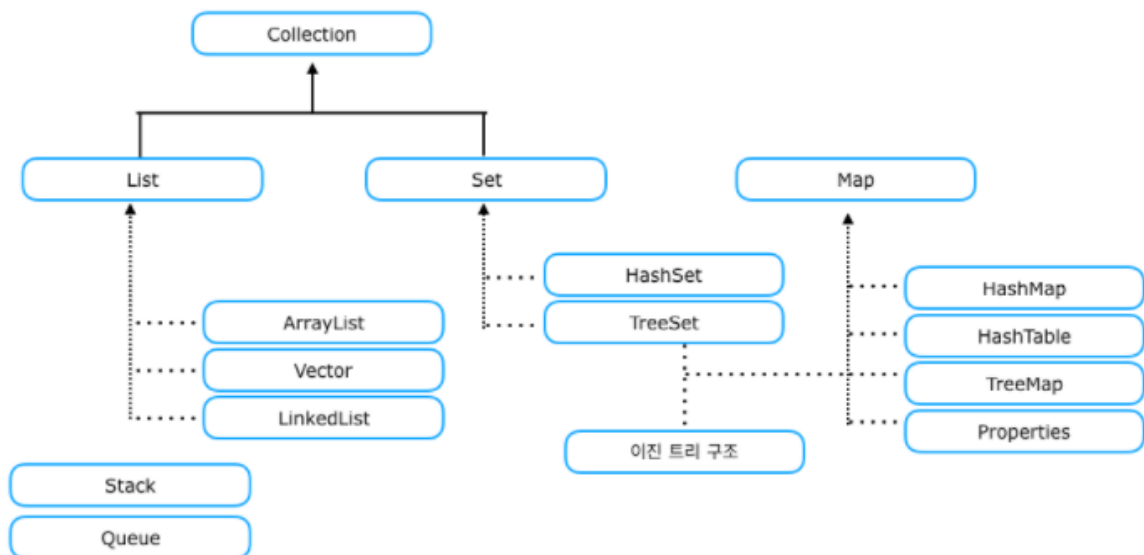 Collection
List
Set
Map
HashSet
HashMap
ArrayList
TreeSet
HashTable
Vector
TreeMap
LinkedList
Properties
이진 트리 구조
Stack
Queue